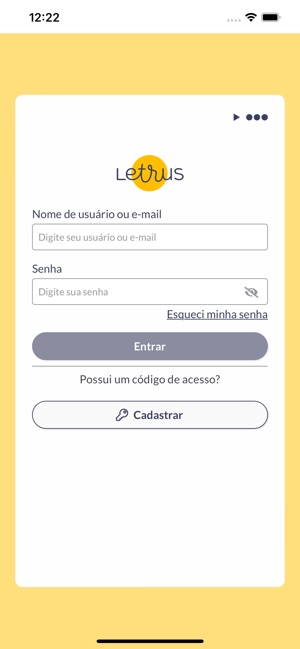 12:22
Letrus
Nome de usuário ou e-mail
Digite seu usuário ou e-mail
Senha
Digite sua senha
Esqueci minha senha
Entrar
Possui um código de acesso?
Cadastrar